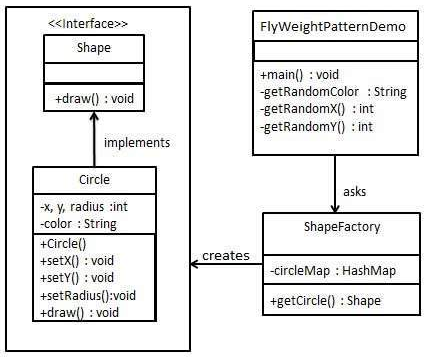 <<Interface>>
Shape
+draw() : void
implements
Circle
-x, y, radius :int
-color : String
+Circle()
+setX() : void
+setY() : void
+setRadius():void
+draw() : void
FlyWeightPatternDemo
+main() : void
-getRandomColor : String
-getRandomX() : int
-getRandomY() : int
asks
ShapeFactory
-circleMap : HashMap
+getCircle() : Shape
creates